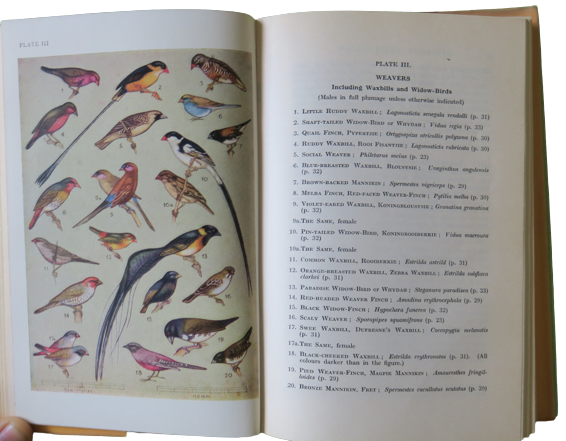 PLATE III
PLATE III.
WEAVERS
Including Waxbills and Widow-Birds
(Males in full plumage unless otherwise indicated)
1. LITTLE RUDDY WAXBILL; Lagonosticta senegala rendalli (p. 31)
2. SHAFT-TAILED WIDOW-BIRD OR WHYDAH; Vidua regia (p. 33)
3. QUAIL FINCH, ; Ortygospiza atricollis polyzona (p. 30)
4. RUDDY WAXBILL, ROOI FISANTJIE; Lagonosticta rubricata (p. 30)
5. SOCIAL WEAVER; Philetairus socius (p. 23)
6. BLUE-BREASTED WAXBILL, BLOUSYSIE; Uraeginthus angolensis
(p. 32)
7. BROWN-BACKED MANNIKIN; Spermestes nigriceps (p. 29)
8. MELBA FINCH, RED-FACED WEAVER-FINCH; Pytilia melba (p. 30)
9. VIOLET-EARED WAXBILL, KONINGBLOUSYSIE; Granatina granatina
(p. 32)
9a. THE SAME, female
10. PIN-TAILED WIDOW-BIRD, KONINGROOIBEKKIE; Vidua macroura
(p. 32)
10a. THE SAME, female
11. COMMON WAXBILL, ROOIBEKKIE; Estrilda astrild (p. 31)
12. ORANGE-BREASTED WAXBILL, ZEBRA WAXBILL; Estrilda subflava
clarkei (p. 31)
13. PARADISE WIDOW-BIRD OR WHYDAH; Steganura paradisea (p. 33)
14. RED-HEADED WEAVER FINCH; Amadina erythrocephala (p. 29)
15. BLACK WIDOW-FINCH; Hypochera funerea (p. 32)
16. SCALY WEAVER; Sporopipes squamifrons (p. 23)
17. SWEE WAXBILL, DUFRESNE'S WAXBILL; Coccopygia melanotis
(p. 31)
17a. THE SAME, female
18. BLACK-CHEEKED WAXBILL; Estrilda erythronotos (p. 31). (All
colours darker than in the figure.)
19. PIED WEAVER-FINCH, MAGPIE MANNIKIN; Amauresthes fringil-
loides (p. 29)
20. BRONZE MANNIKIN, FRET; Spermestes cucullatus scutatus (p. 29)